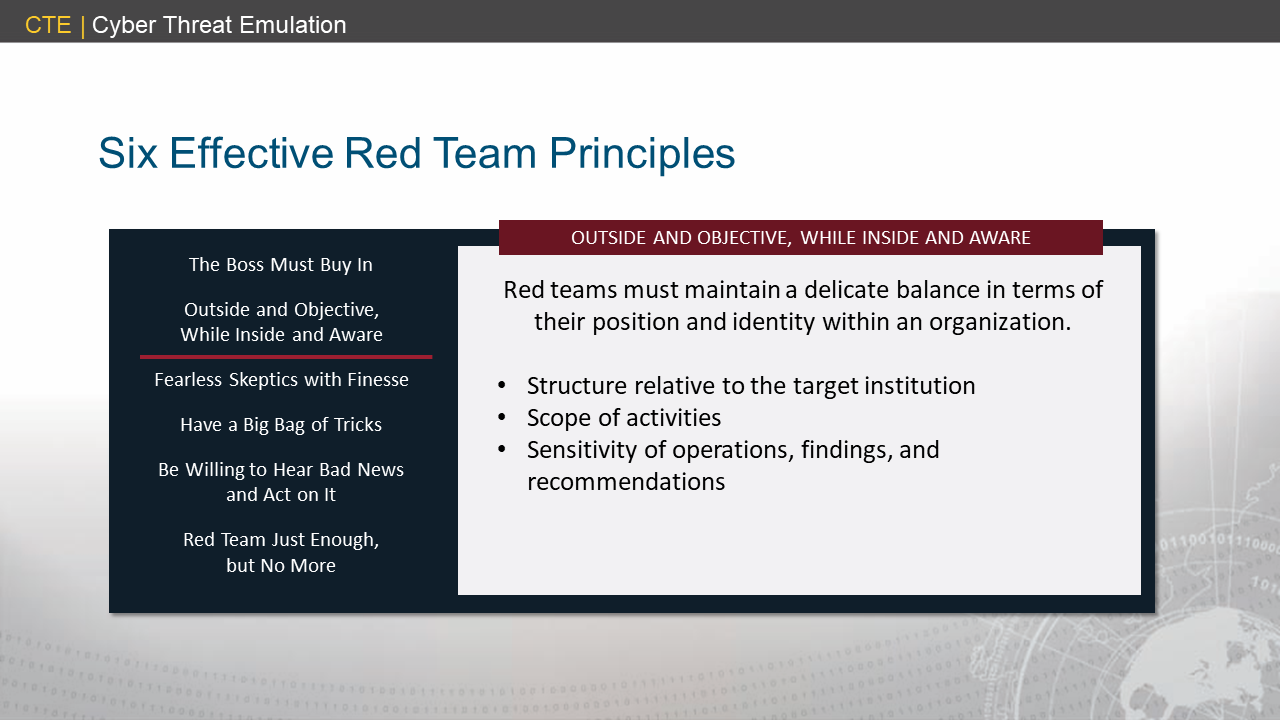 CTE | Cyber Threat Emulation
Six Effective Red Team Principles
The Boss Must Buy In
Outside and Objective,
While Inside and Aware
Fearless Skeptics with Finesse
Have a Big Bag of Tricks
Be Willing to Hear Bad News
and Act on It
Red Team Just Enough,
but No More
OUTSIDE AND OBJECTIVE, WHILE INSIDE AND AWARE
Red teams must maintain a delicate balance in terms of
their position and identity within an organization.
• Structure relative to the target institution
• Scope of activities
• Sensitivity of operations, findings, and
recommendations